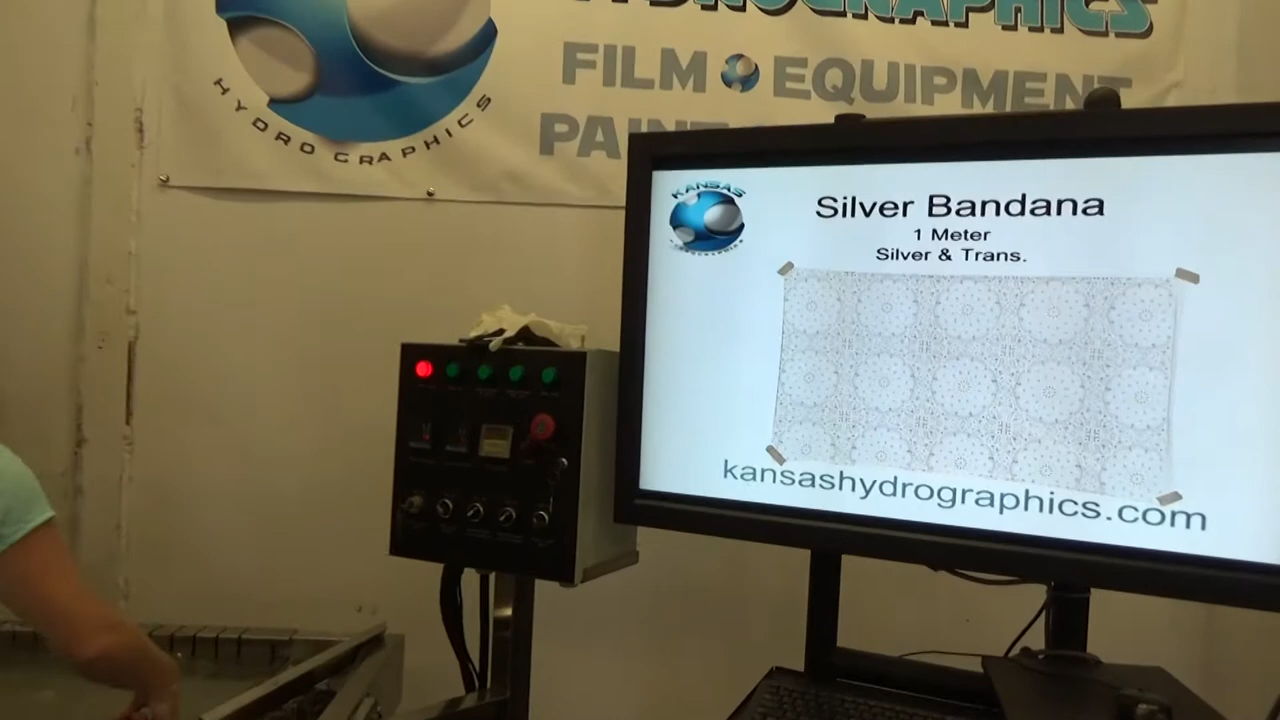 HYDROGRAPHICS
FILM EQUIPMENT
HYDRO GRAPHICS
KANSAS
Silver Bandana
1 Meter
Silver & Trans.
kansashydrographics.com